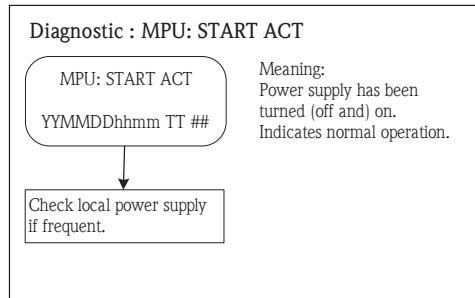 Diagnostic : MPU: START ACT
MPU: START ACT
YYMMDDhhmm TT ##
Meaning:
Power supply has been
turned (off and) on.
Indicates normal operation.
Check local power supply
if frequent.